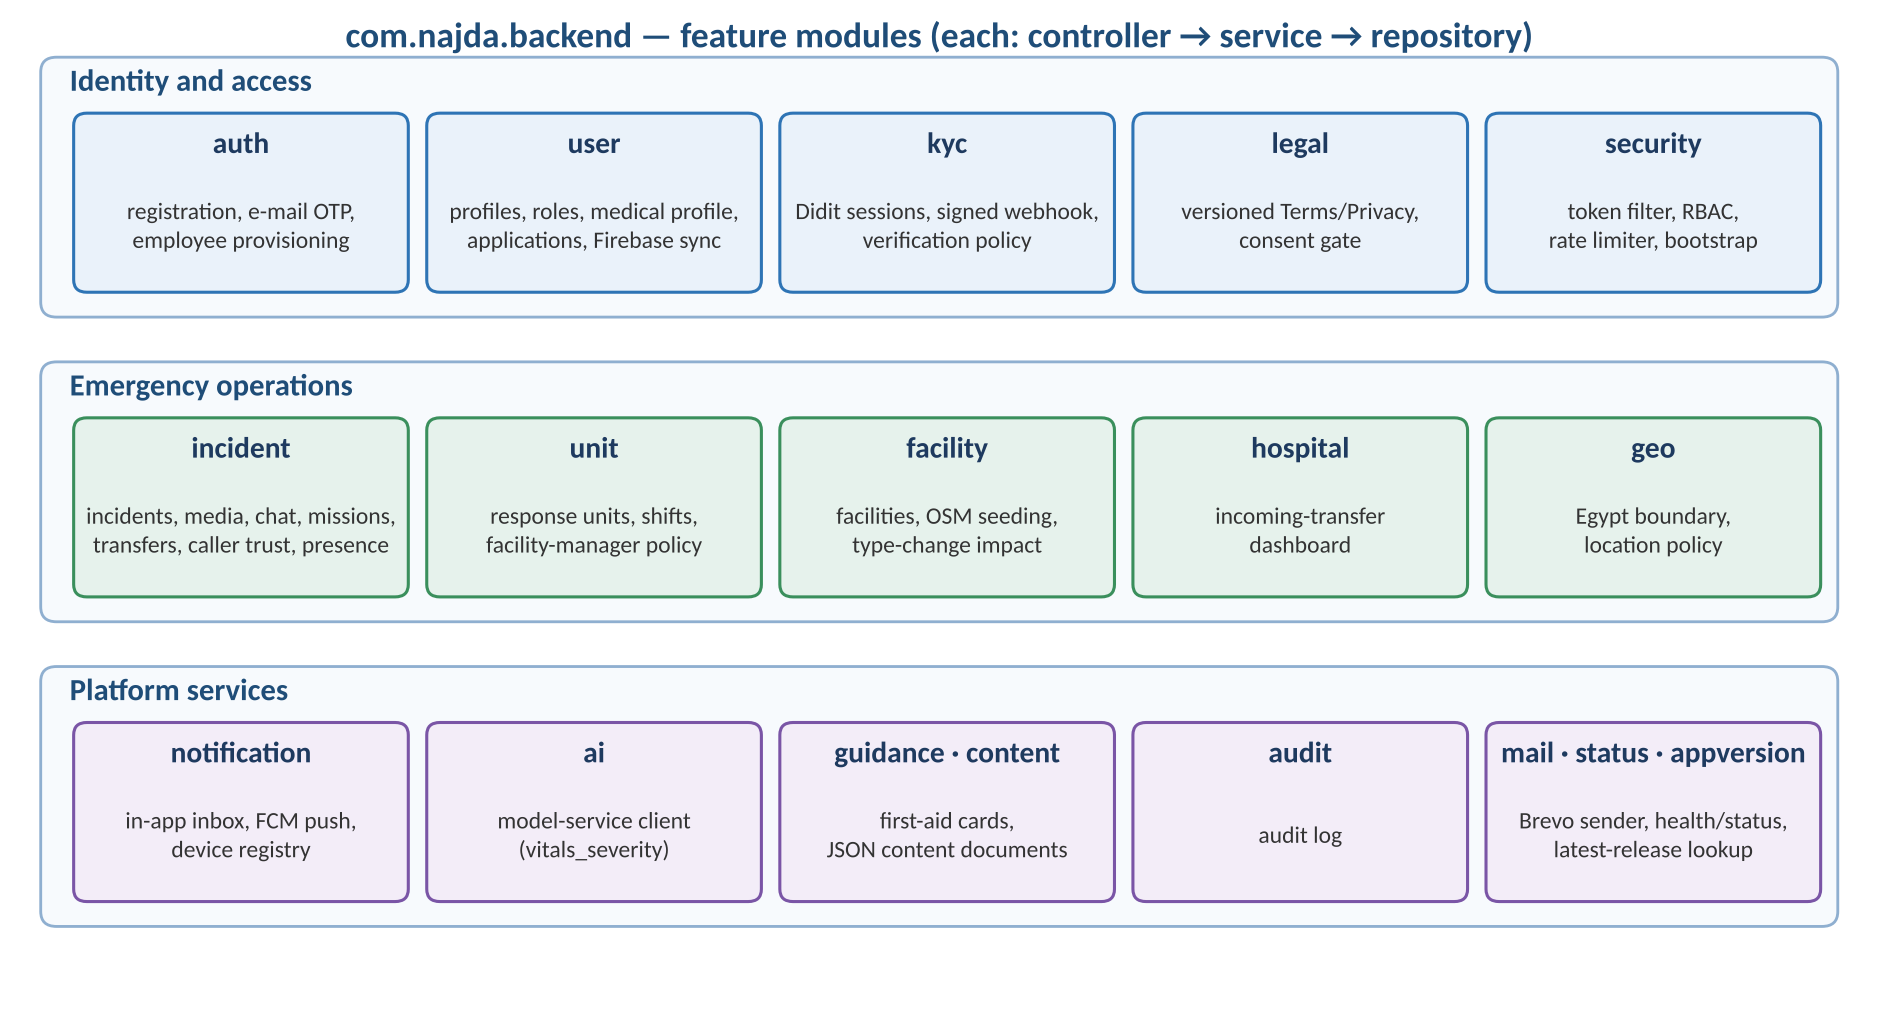 com.najda.backend — feature modules (each: controller → service → repository)
Identity and access
auth
registration, e-mail OTP,
employee provisioning
user
profiles, roles, medical profile,
applications, Firebase sync
kyc
Didit sessions, signed webhook,
verification policy
legal
versioned Terms/Privacy,
consent gate
security
token filter, RBAC,
rate limiter, bootstrap
Emergency operations
incident
incidents, media, chat, missions,
transfers, caller trust, presence
unit
response units, shifts,
facility-manager policy
facility
facilities, OSM seeding,
type-change impact
hospital
incoming-transfer
dashboard
geo
Egypt boundary,
location policy
Platform services
notification
in-app inbox, FCM push,
device registry
ai
model-service client
(vitals_severity)
guidance · content
first-aid cards,
JSON content documents
audit
audit log
mail · status · appversion
Brevo sender, health/status,
latest-release lookup